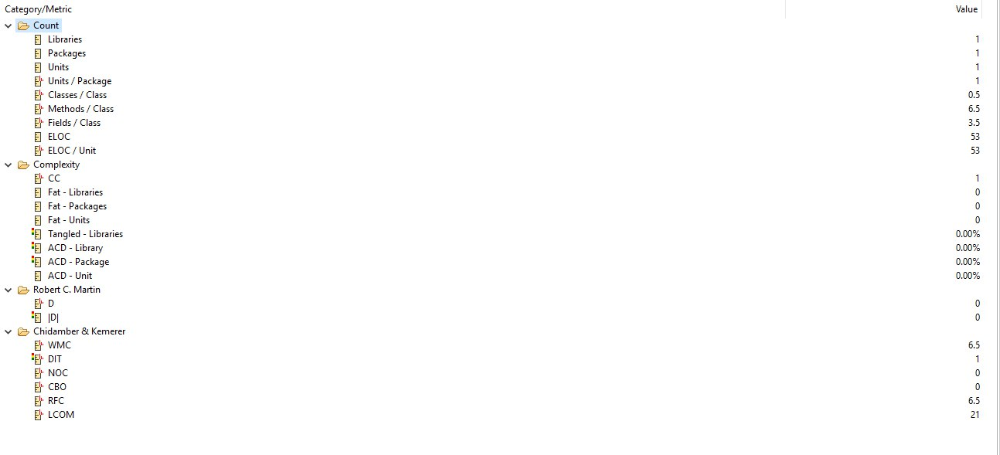 Category/Metric Value
Count
Libraries 1
Packages 1
Units 1
Units / Package 1
Classes / Class 0.5
Methods / Class 6.5
Fields / Class 3.5
ELOC 53
ELOC / Unit 53
Complexity
CC 1
Fat - Libraries 0
Fat - Packages 0
Fat - Units 0
Tangled - Libraries 0.00%
ACD - Library 0.00%
ACD - Package 0.00%
ACD - Unit 0.00%
Robert C. Martin
D 0
|D| 0
Chidamber & Kemerer
WMC 6.5
DIT 1
NOC 0
CBO 0
RFC 6.5
LCOM 21